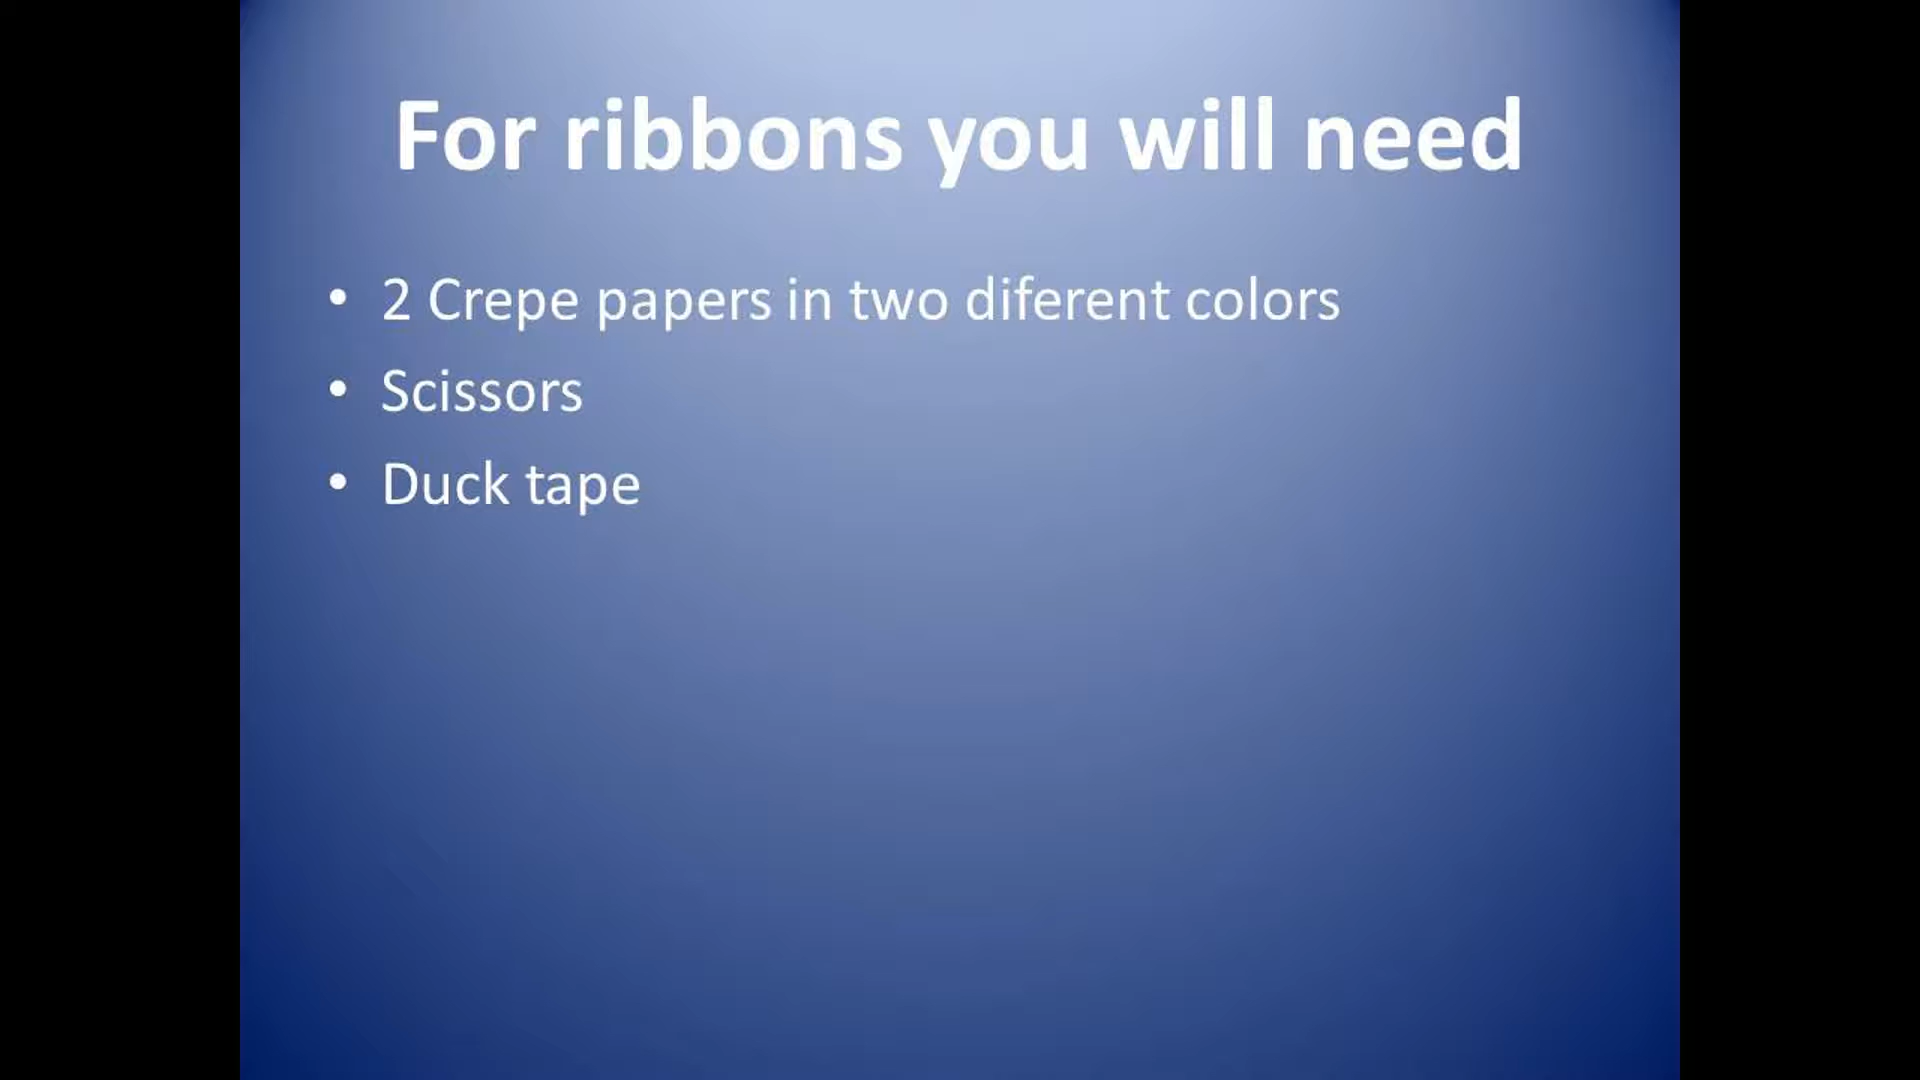 For ribbons you will need
• 2 Crepe papers in two diferent colors
• Scissors
• Duck tape